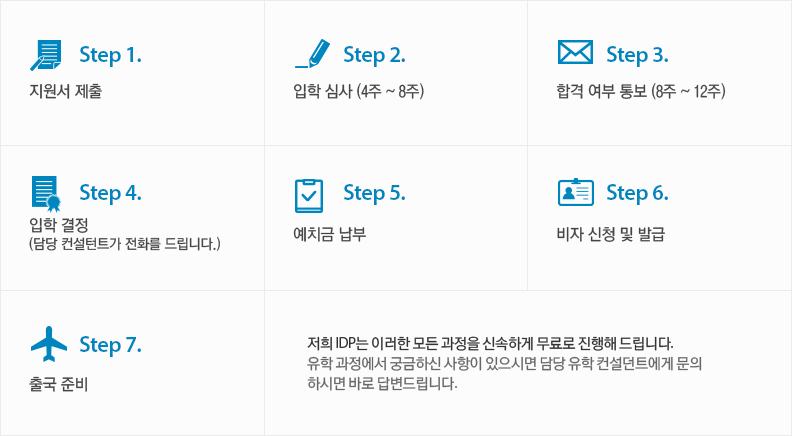 Step 1.
지원서 제출
Step 2.
입학 심사 (4주 ~ 8주)
Step 3.
합격 여부 통보 (8주 ~ 12주)
Step 4.
입학 결정
(담당 컨설턴트가 전화를 드립니다.)
Step 5.
예치금 납부
Step 6.
비자 신청 및 발급
Step 7.
출국 준비
저희 IDP는 이러한 모든 과정을 신속하게 무료로 진행해 드립니다.
유학 과정에서 궁금하신 사항이 있으시면 담당 유학 컨설던트에게 문의
하시면 바로 답변드립니다.